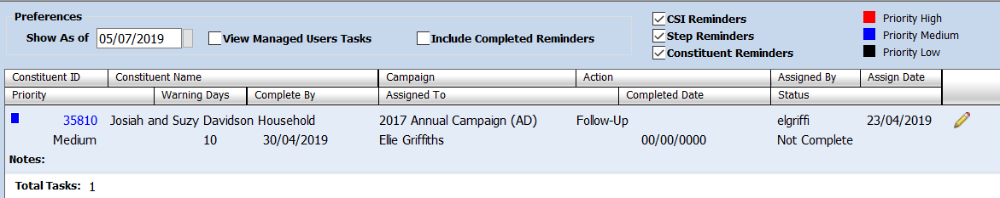 Preferences
Show As of 05/07/2019 View Managed Users Tasks Include Completed Reminders
CSI Reminders Priority High
Step Reminders Priority Medium
Constituent Reminders Priority Low
Constituent ID Constituent Name Campaign Action Assigned By Assign Date
Priority Warning Days Complete By Assigned To Completed Date Status
35810 Josiah and Suzy Davidson Household 2017 Annual Campaign (AD) Follow-Up elgriffi 23/04/2019
Medium 10 30/04/2019 Ellie Griffiths 00/00/0000 Not Complete
Notes:
Total Tasks: 1